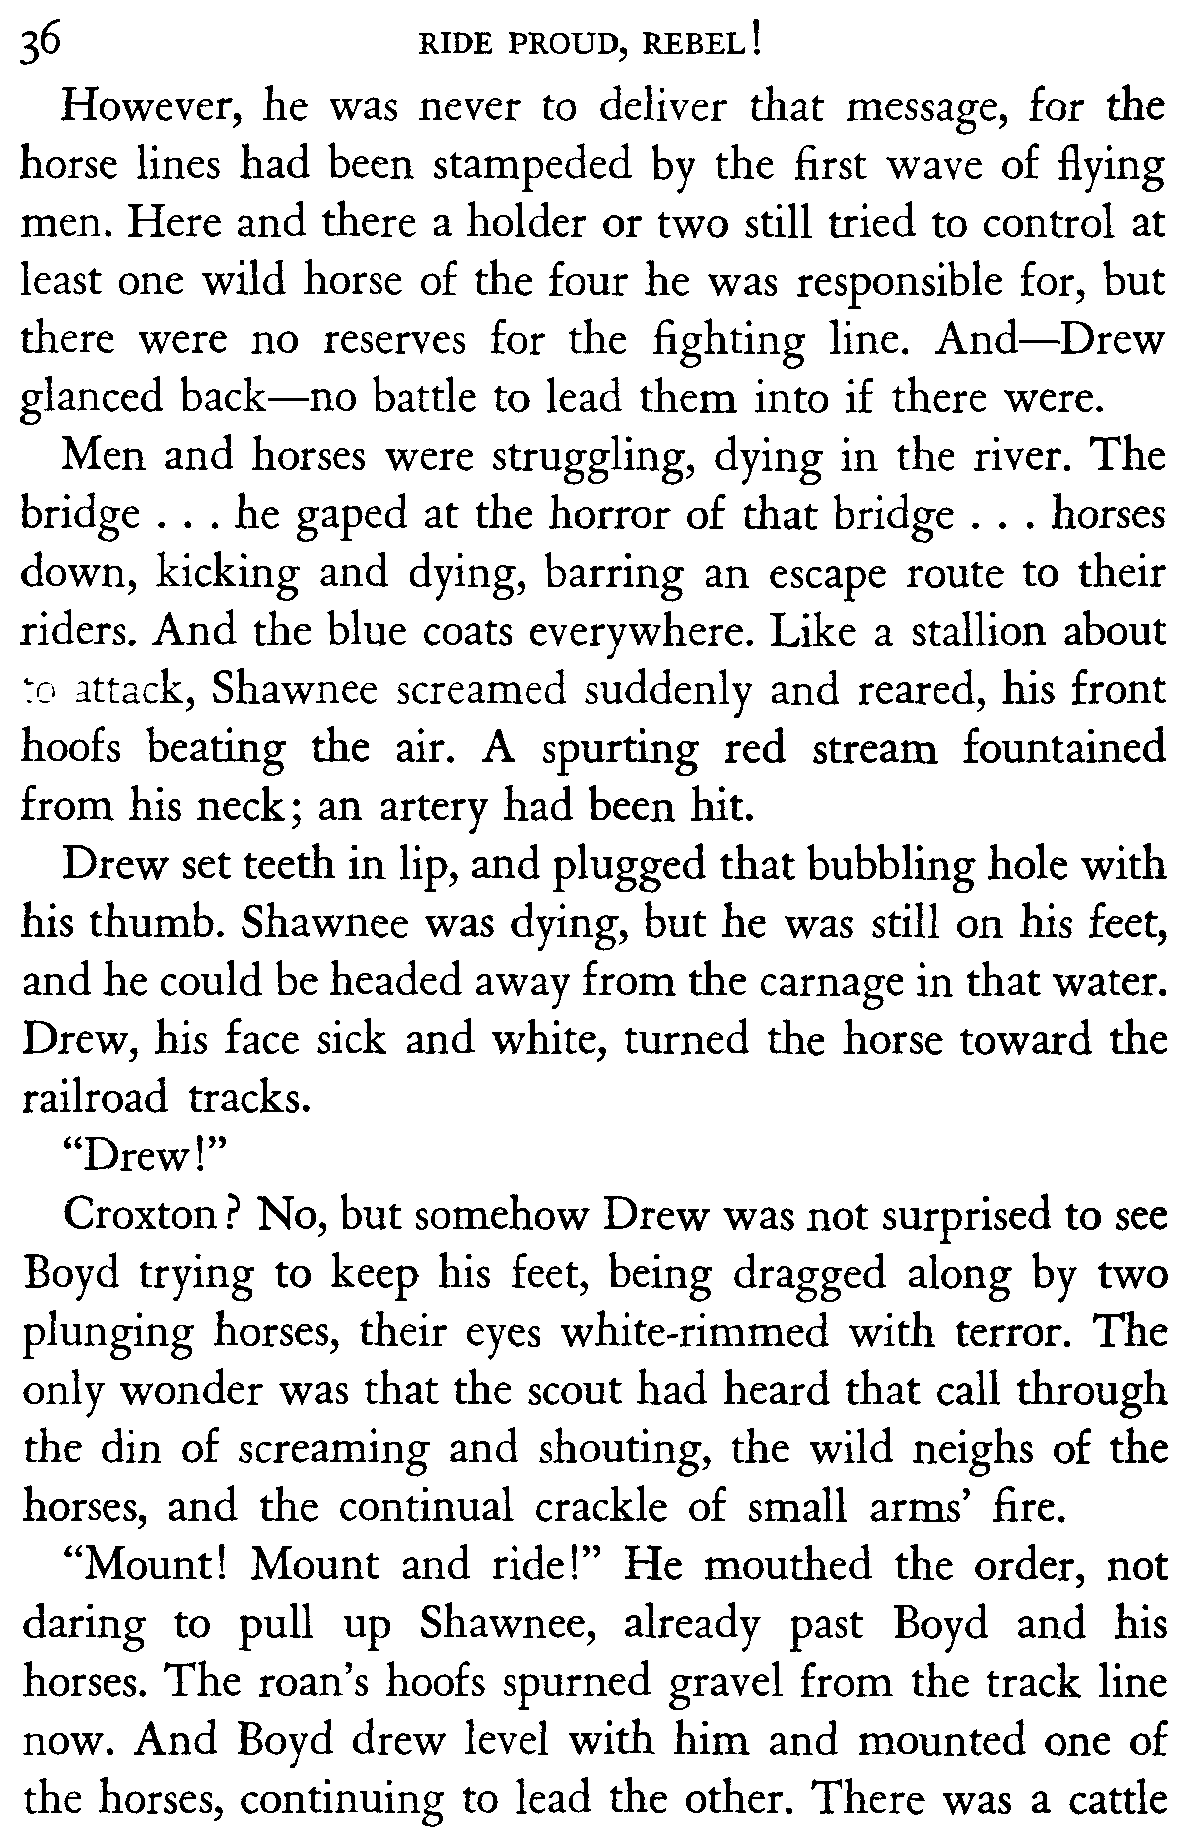 36 RIDE PROUD, REBEL!
However, he was never to deliver that message, for the
horse lines had been stampeded by the first wave of flying
men. Here and there a holder or two still tried to control at
least one wild horse of the four he was responsible for, but
there were no reserves for the fighting line. And—Drew
glanced back—no battle to lead them into if there were.
Men and horses were struggling, dying in the river. The
bridge . . . he gaped at the horror of that bridge . . . horses
down, kicking and dying, barring an escape route to their
riders. And the blue coats everywhere. Like a stallion about
to attack, Shawnee screamed suddenly and reared, his front
hoofs beating the air. A spurting red stream fountained
from his neck; an artery had been hit.
Drew set teeth in lip, and plugged that bubbling hole with
his thumb. Shawnee was dying, but he was still on his feet,
and he could be headed away from the carnage in that water.
Drew, his face sick and white, turned the horse toward the
railroad tracks.
“Drew!”
Croxton? No, but somehow Drew was not surprised to see
Boyd trying to keep his feet, being dragged along by two
plunging horses, their eyes white-rimmed with terror. The
only wonder was that the scout had heard that call through
the din of screaming and shouting, the wild neighs of the
horses, and the continual crackle of small arms’ fire.
“Mount! Mount and ride!” He mouthed the order, not
daring to pull up Shawnee, already past Boyd and his
horses. The roan’s hoofs spurned gravel from the track line
now. And Boyd drew level with him and mounted one of
the horses, continuing to lead the other. There was a cattle